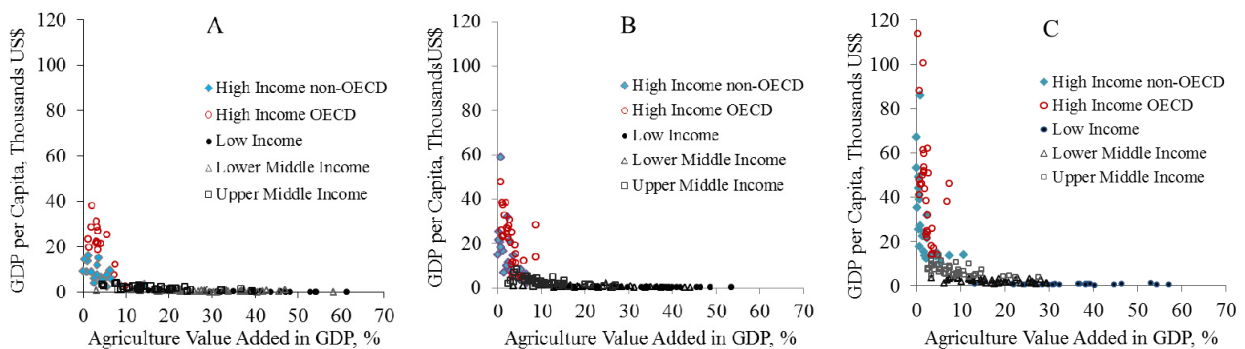 A
GDP per Capita, Thousands US$
120
100
80
60
40
20
0
0
10
20
30
40
50
60
70
High Income non-OECD
High Income OECD
Low Income
Lower Middle Income
Upper Middle Income
Agriculture Value Added in GDP, %
B
GDP per Capita, ThousandsUS$
120
100
80
60
40
20
0
0
10
20
30
40
50
60
70
High Income non-OECD
High Income OECD
Low Income
Lower Middle Income
Upper Middle Income
Agriculture Value Added in GDP, %
C
GDP per Capita, Thousands US$
120
100
80
60
40
20
0
0
10
20
30
40
50
60
70
High Income non-OECD
High Income OECD
Low Income
Lower Middle Income
Upper Middle Income
Agriculture Value Added in GDP, %